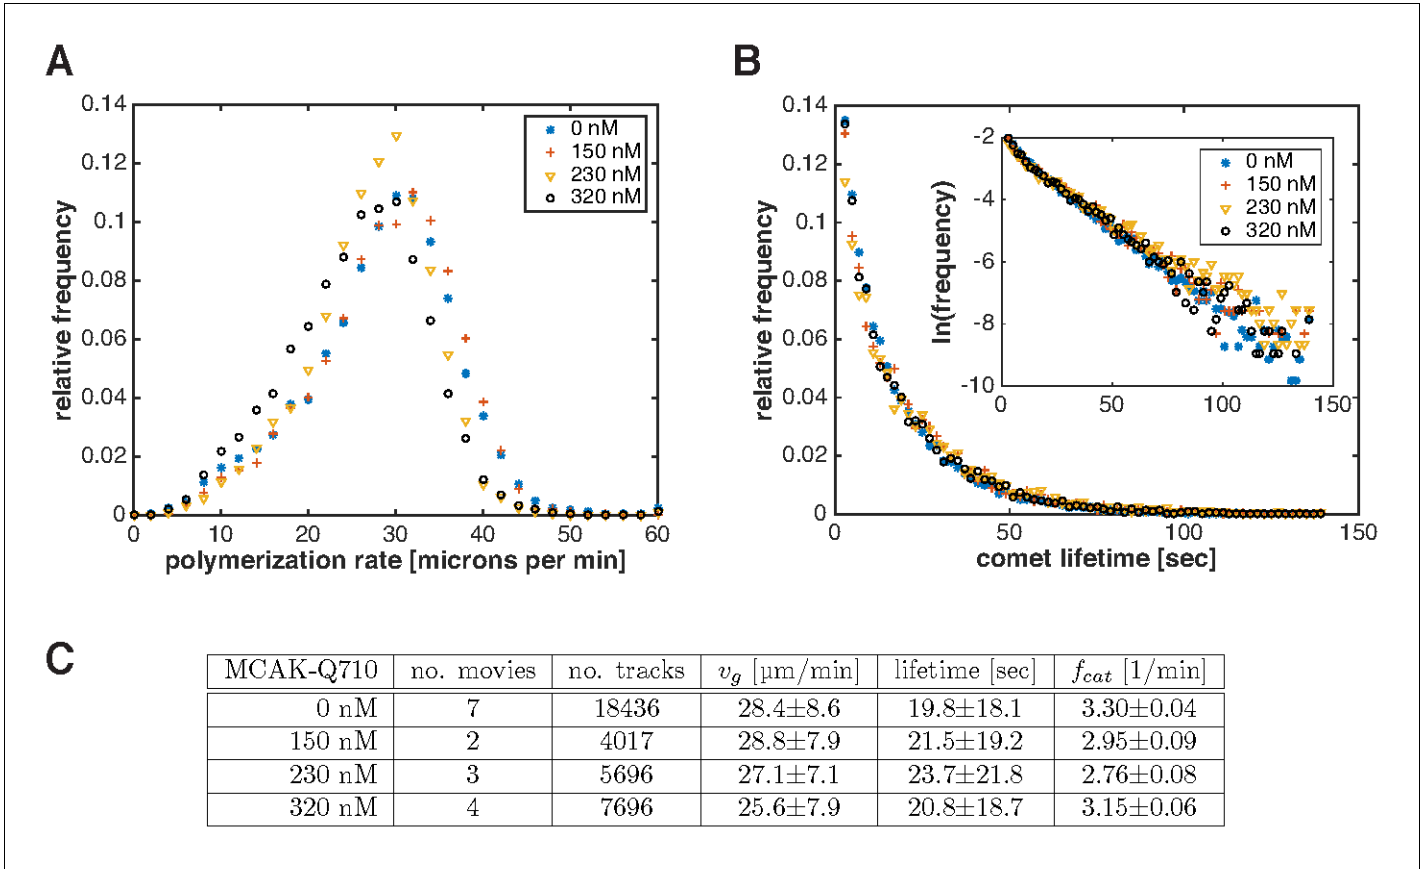 A
0.14
0.12
0.1
0.08
0.06
0.04
0.02
0
relative frequency
0 nM
150 nM
230 nM
320 nM
0 10 20 30 40 50 60
polymerization rate [microns per min]
B
0.14
0.12
0.1
0.08
0.06
0.04
0.02
0
relative frequency
-2
-4
-6
-8
-10
ln(frequency)
0 nM
150 nM
230 nM
320 nM
0 50 100 150
0 50 100 150
comet lifetime [sec]
C
MCAK-Q710 no. movies no. tracks v_g [µm/min] lifetime [sec] f_cat [1/min]
0 nM 7 18436 28.4±8.6 19.8±18.1 3.30±0.04
150 nM 2 4017 28.8±7.9 21.5±19.2 2.95±0.09
230 nM 3 5696 27.1±7.1 23.7±21.8 2.76±0.08
320 nM 4 7696 25.6±7.9 20.8±18.7 3.15±0.06